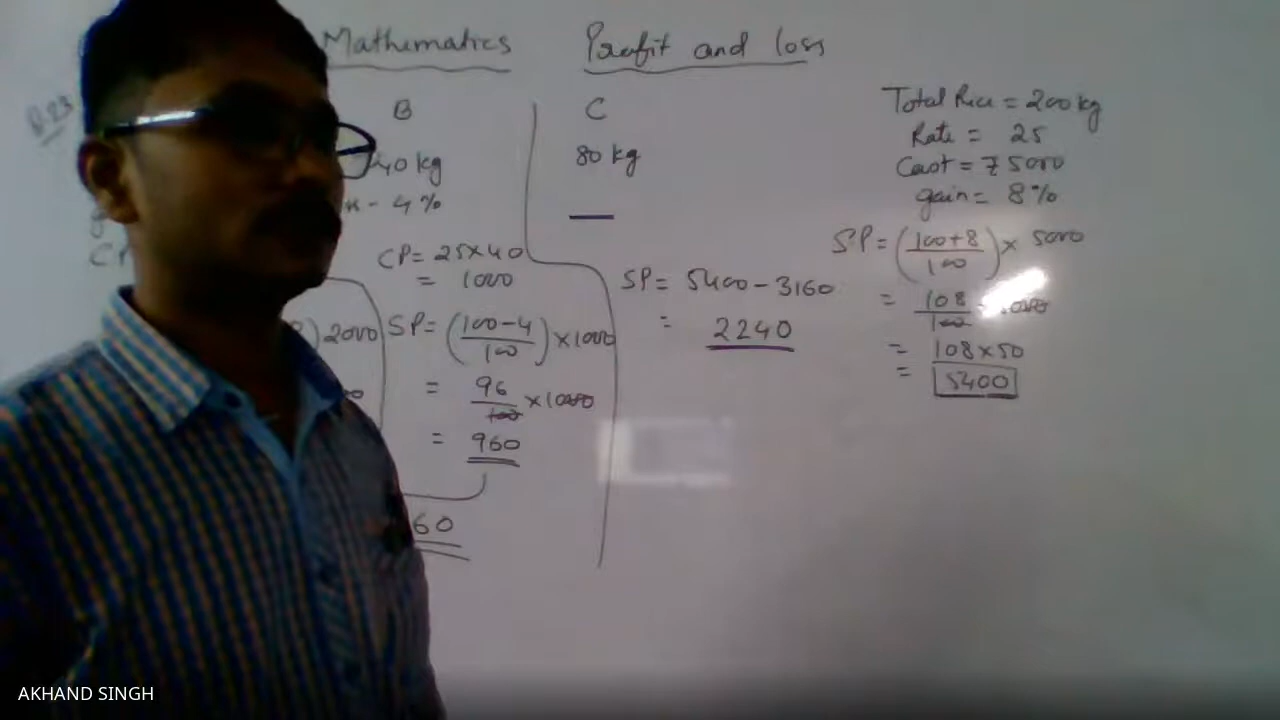 Mathematics
Profit and loss
Q.23
B
40 kg
- 4 %
CP = 25 × 40
= 1000
) 2000
SP = (100 - 4 / 100) × 1000
= 96 / 100 × 1000
= 960
60
C
80 kg
SP = 5400 - 3160
= 2240
Total Rice = 200 kg
Rate = 25
Cost = ₹ 5000
gain = 8 %
SP = (100 + 8 / 100) × 5000
= 108 / 100
= 108 × 50
= 5400
CP
AKHAND SINGH